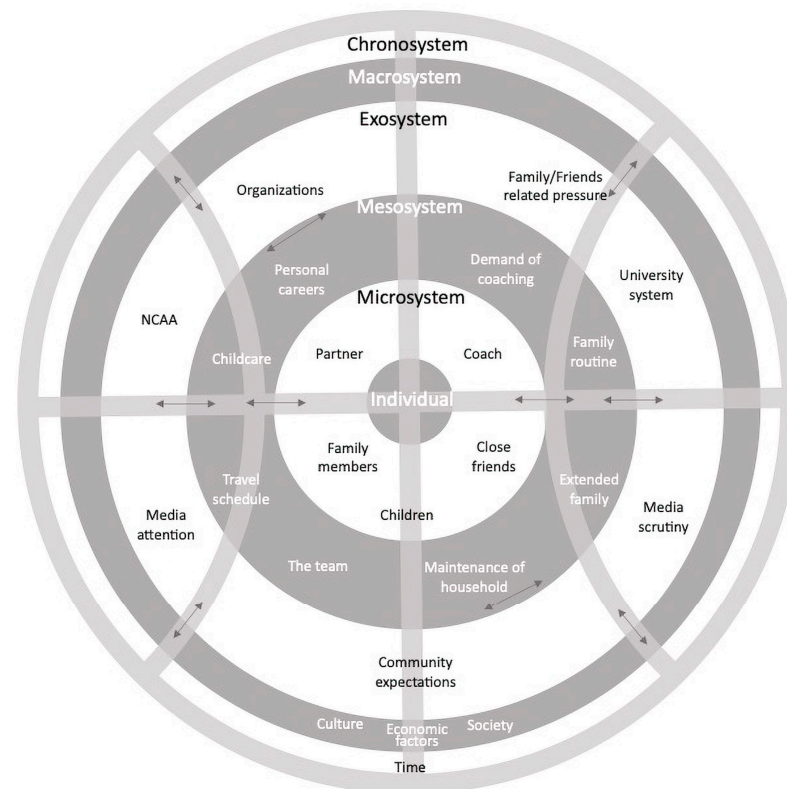 Chronosystem
Macrosystem
Exosystem
Organizations
Family/Friends
related pressure
Mesosystem
Personal
careers
Demand of
coaching
University
system
Microsystem
NCAA
Childcare
Partner
Coach
Family
routine
Individual
Family
members
Close
friends
Travel
schedule
Extended
family
Media
attention
Children
Media
scrutiny
The team
Maintenance of
household
Community
expectations
Culture
Economic
factors
Society
Time